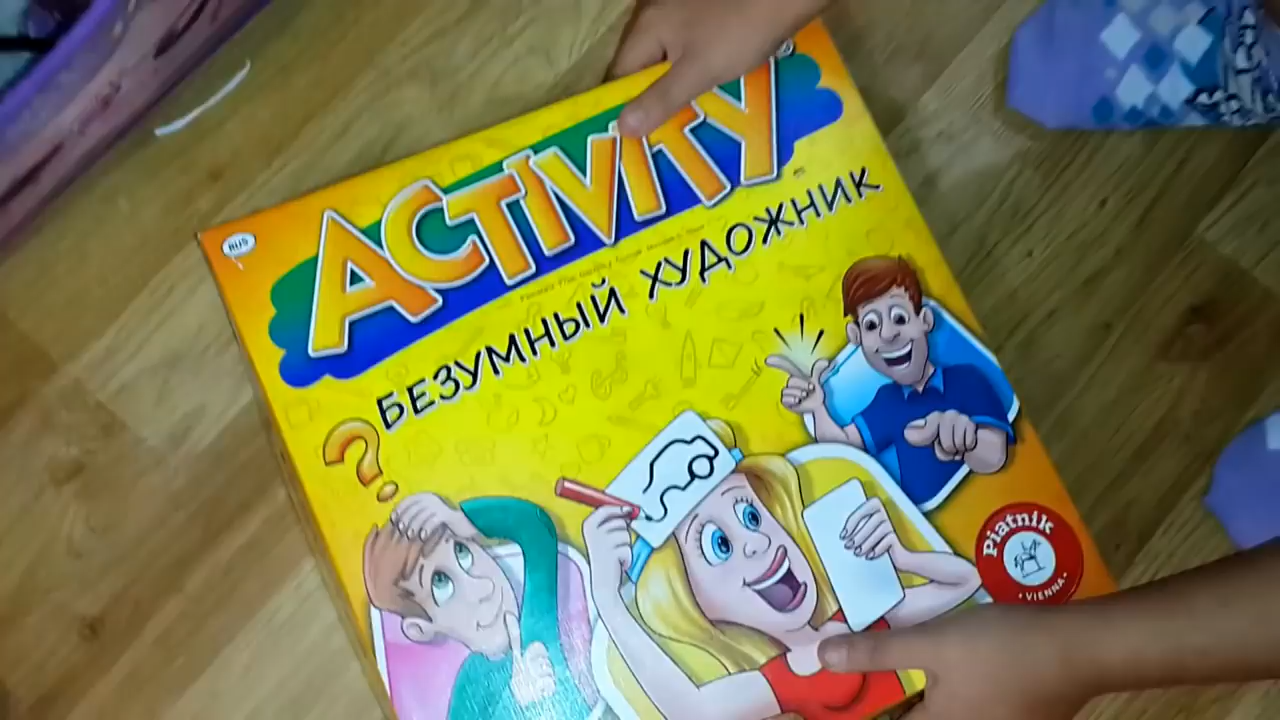 RUS
ACTIVITY
БЕЗУМНЫЙ ХУДОЖНИК
Piatnik
• VIENNA •